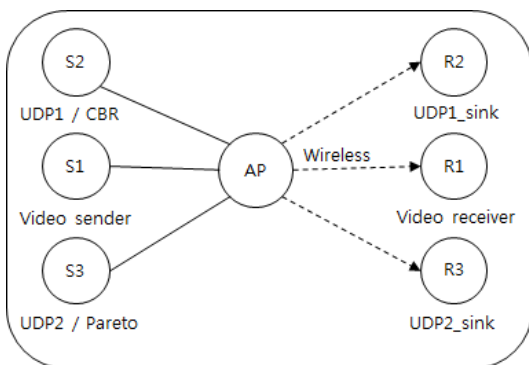 S2
R2
UDP1 / CBR
UDP1_sink
Wireless
S1
AP
R1
Video sender
Video receiver
S3
R3
UDP2 / Pareto
UDP2_sink